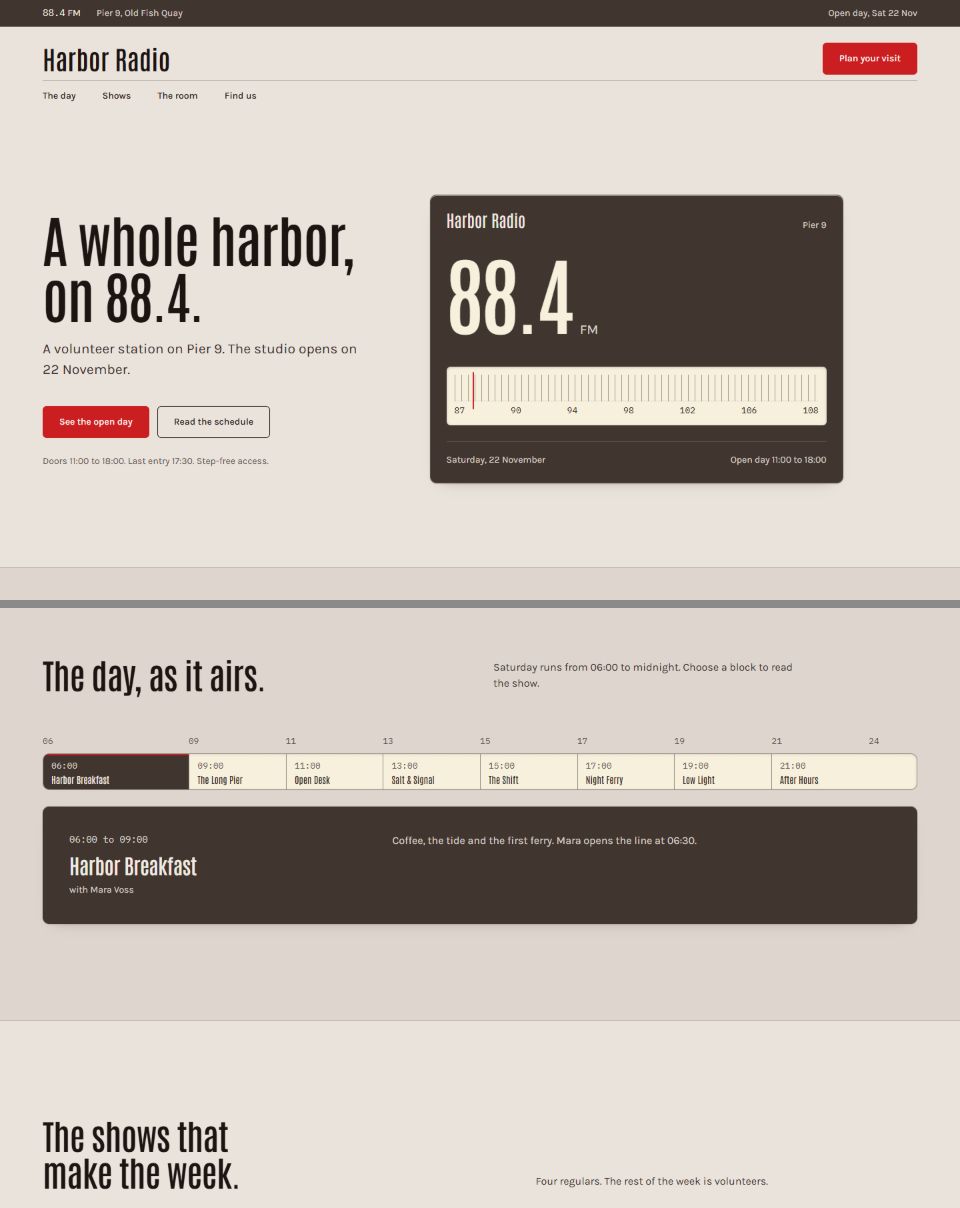 88.4 FM Pier 9, Old Fish Quay Open day, Sat 22 Nov
Harbor Radio
Plan your visit
The day Shows The room Find us
A whole harbor,
on 88.4.
A volunteer station on Pier 9. The studio opens on
22 November.
See the open day Read the schedule
Doors 11:00 to 18:00. Last entry 17:30. Step-free access.
Harbor Radio Pier 9
88.4 FM
87 90 94 98 102 106 108
Saturday, 22 November Open day 11:00 to 18:00
The day, as it airs.
Saturday runs from 06:00 to midnight. Choose a block to read
the show.
06 09 11 13 15 17 19 21 24
06:00 09:00 11:00 13:00 15:00 17:00 19:00 21:00
Harbor Breakfast The Long Pier Open Desk Salt & Signal The Shift Night Ferry Low Light After Hours
06:00 to 09:00
Harbor Breakfast
with Mara Voss
Coffee, the tide and the first ferry. Mara opens the line at 06:30.
The shows that
make the week.
Four regulars. The rest of the week is volunteers.